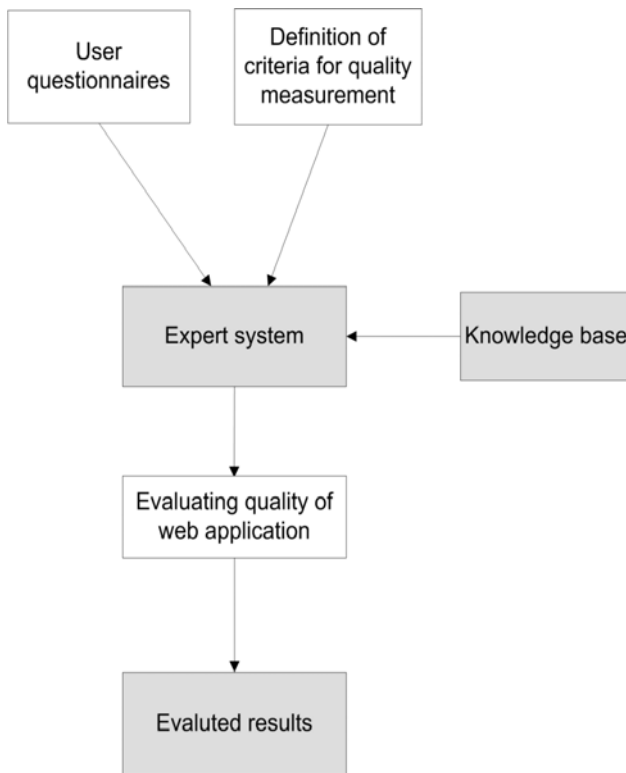 User
questionnaires
Definition of
criteria for quality
measurement
Expert system
Knowledge base
Evaluating quality of
web application
Evaluted results